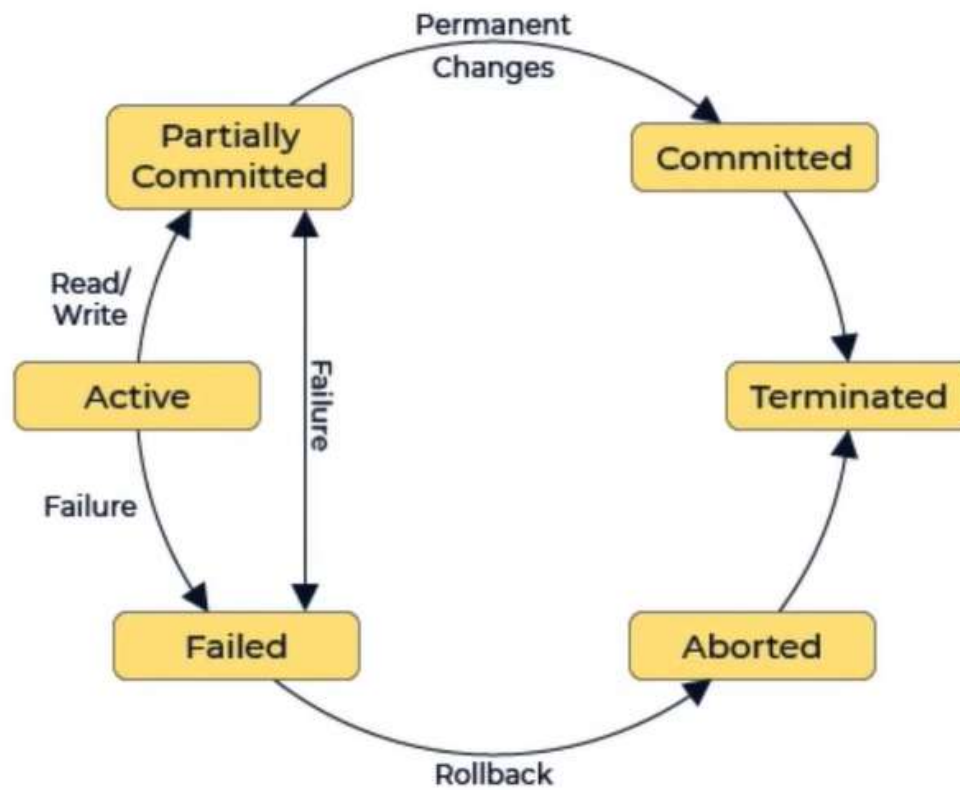 Permanent
Changes
Partially
Committed
Committed
Read/
Write
Active
Failure
Terminated
Failure
Failed
Aborted
Rollback